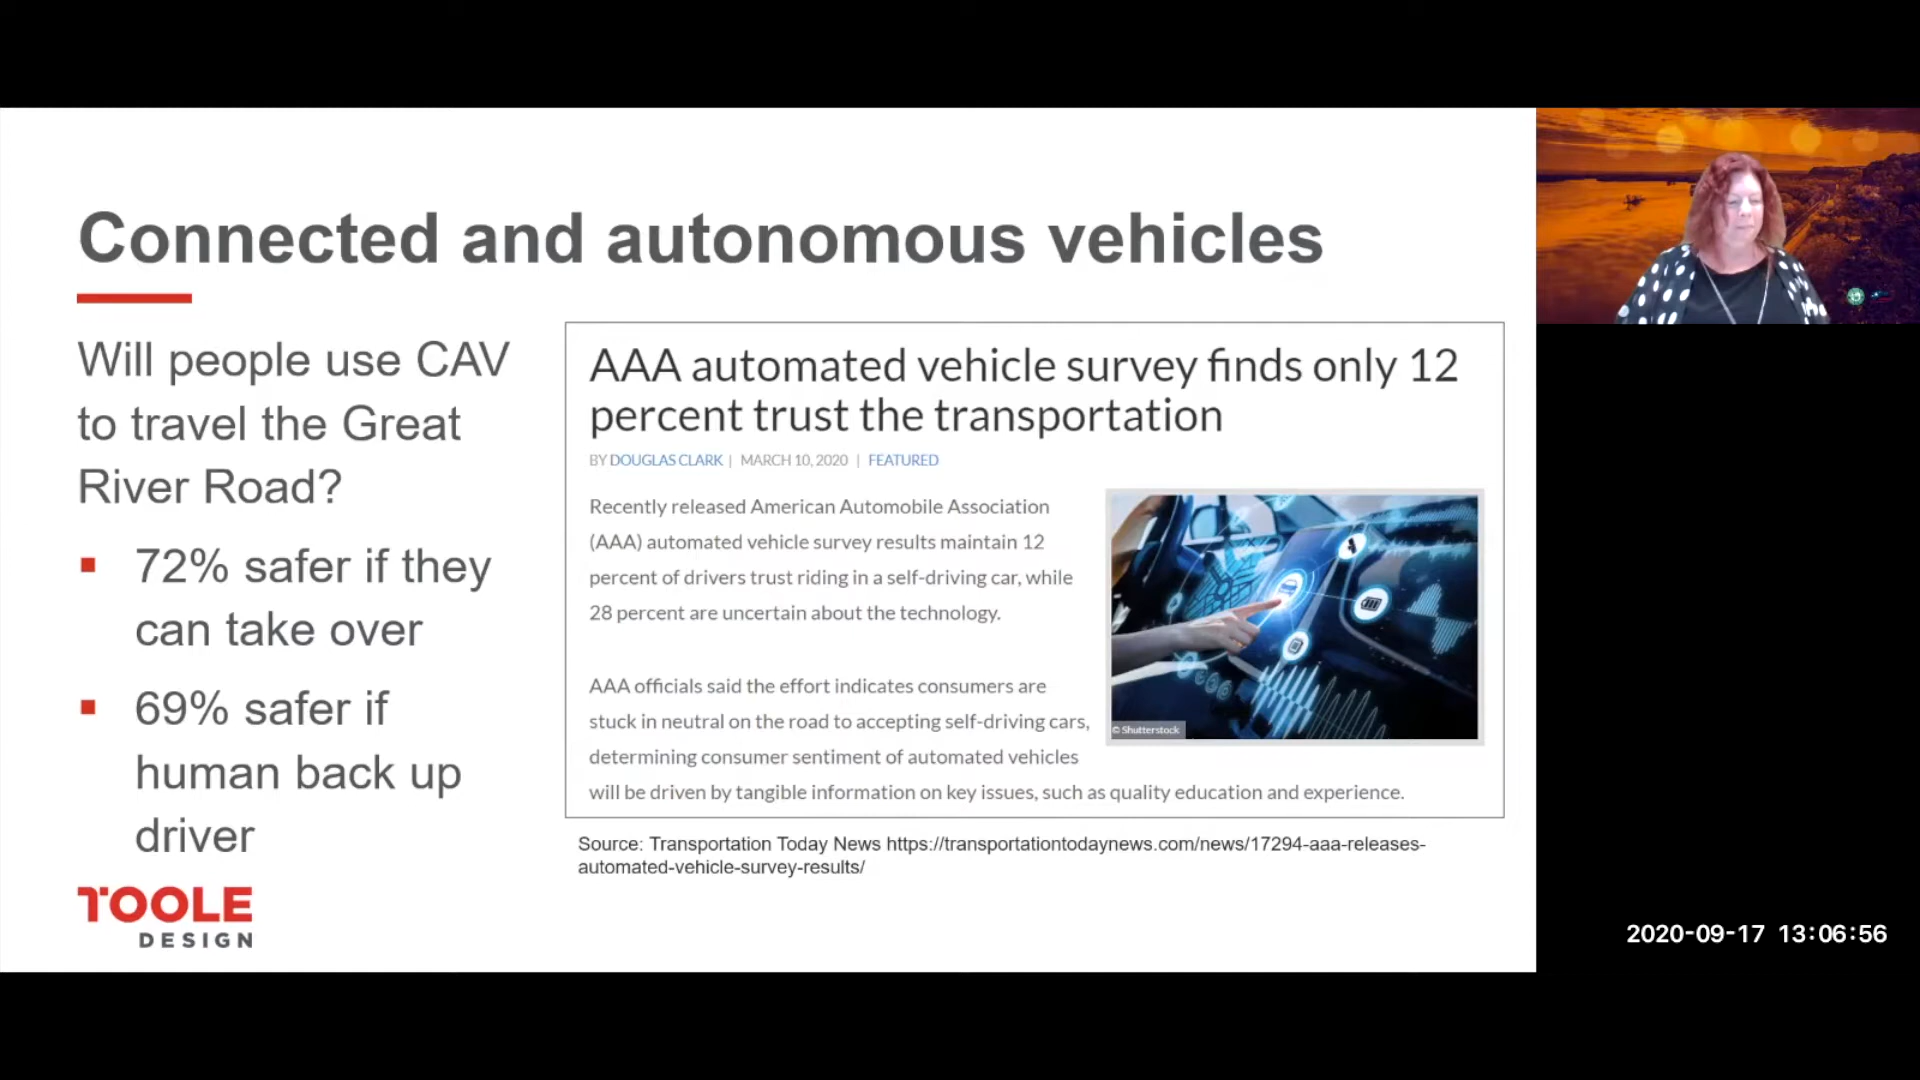 Connected and autonomous vehicles
Will people use CAV
to travel the Great
River Road?
▪ 72% safer if they
can take over
▪ 69% safer if
human back up
driver
TOOLE
DESIGN
AAA automated vehicle survey finds only 12
percent trust the transportation
BY DOUGLAS CLARK | MARCH 10, 2020 | FEATURED
Recently released American Automobile Association
(AAA) automated vehicle survey results maintain 12
percent of drivers trust riding in a self-driving car, while
28 percent are uncertain about the technology.
AAA officials said the effort indicates consumers are
stuck in neutral on the road to accepting self-driving cars,
determining consumer sentiment of automated vehicles
will be driven by tangible information on key issues, such as quality education and experience.
© Shutterstock
Source: Transportation Today News https://transportationtodaynews.com/news/17294-aaa-releases-
automated-vehicle-survey-results/
2020-09-17 13:06:56